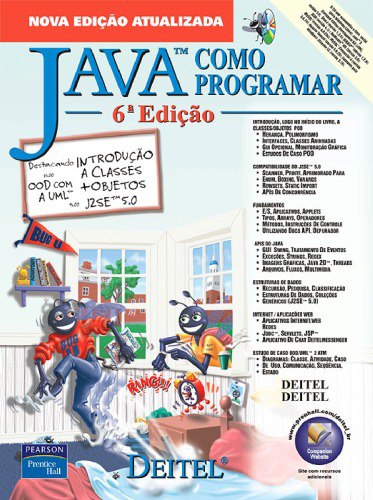 NOVA EDIÇÃO ATUALIZADA
JAVA™ COMO
PROGRAMAR
6ª Edição
Destacando
INTRODUÇÃO
A CLASSES
+OBJETOS
OOD COM
A UML™
J2SE™ 5.0
INTRODUÇÃO, LOGO NO INÍCIO DO LIVRO, A
CLASSES/OBJETOS POO
• HERANÇA, POLIMORFISMO
• INTERFACES, CLASSES ANINHADAS
• GUI OPCIONAL, MONITORAÇÃO GRÁFICA
• ESTUDOS DE CASO POO
COMPATIBILIDADE DO J2SE™ 5.0
• SCANNER, PRINTF, APRIMORADO PARA
• ENUM, BOXING, VARARGS
• ROWSETS, STATIC IMPORT
• APIS DE CONCORRÊNCIA
FUNDAMENTOS
• E/S, APLICATIVOS, APPLETS
• TIPOS, ARRAYS, OPERADORES
• MÉTODOS, INSTRUÇÕES DE CONTROLE
• UTILIZANDO DOCS API, DEPURADOR
APIS DO JAVA
• GUI SWING, TRATAMENTO DE EVENTOS
• EXCEÇÕES, STRINGS, REGEX
• IMAGENS GRÁFICAS, JAVA 2D™, THREADS
• ARQUIVOS, FLUXOS, MULTIMÍDIA
ESTRUTURAS DE DADOS
• RECURSÃO, PESQUISA, CLASSIFICAÇÃO
• ESTRUTURAS DE DADOS, COLEÇÕES
• GENÉRICOS (J2SE™ 5.0)
INTERNET / APLICAÇÕES WEB
• APLICATIVOS INTERNET/WEB
REDES
• JDBC™, SERVLETS, JSP™
• APLICATIVO DE CHAT DEITELMESSENGER
ESTUDO DE CASO OOD/UML™ 2 ATM
• DIAGRAMAS: CLASSE, ATIVIDADE, CASO
• DE USO, COMUNICAÇÃO, SEQÜÊNCIA,
• ESTADO
BUG U
DEITEL
DEITEL
www.prenhall.com/deitel_br
Companion
Website
Site com recursos
adicionais
PEARSON
Prentice
Hall
DEITEL®